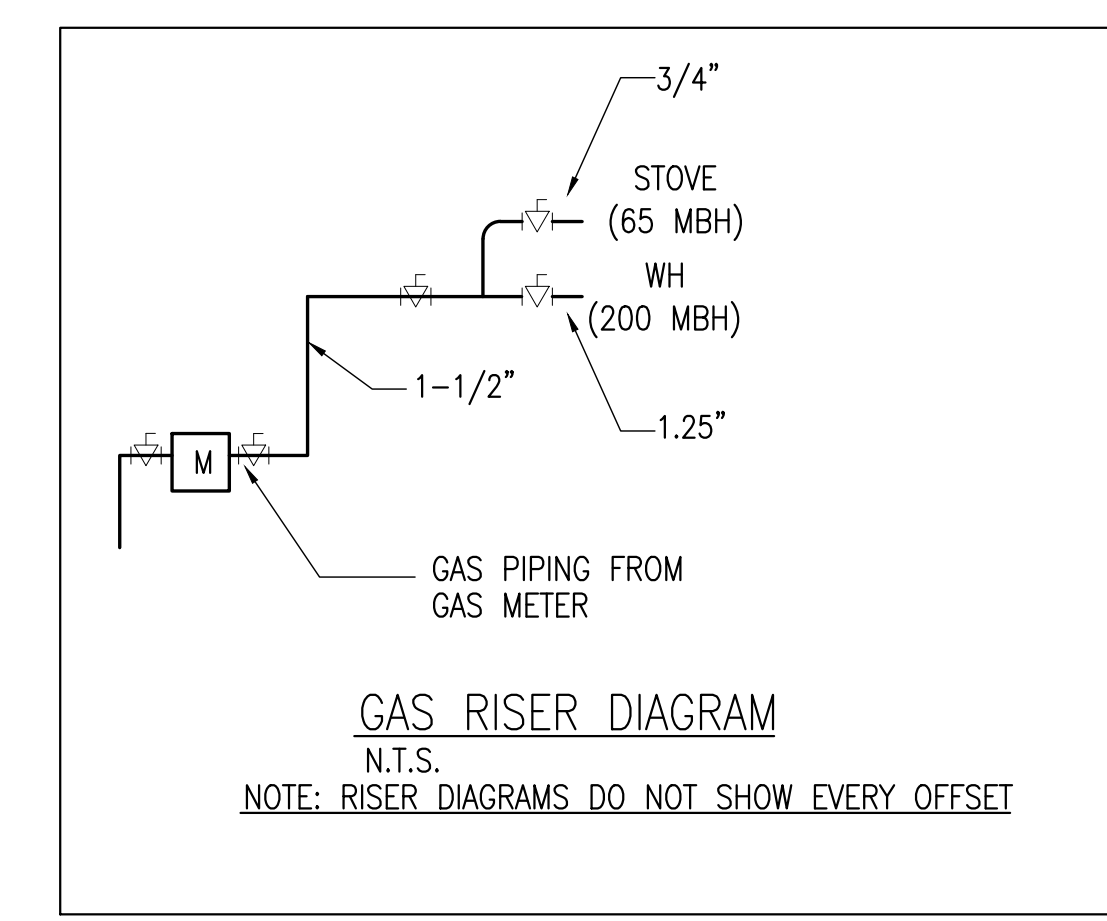 3/4"
STOVE
(65 MBH)
WH
(200 MBH)
1-1/2"
1.25"
M
GAS PIPING FROM
GAS METER
GAS RISER DIAGRAM
N.T.S.
NOTE: RISER DIAGRAMS DO NOT SHOW EVERY OFFSET